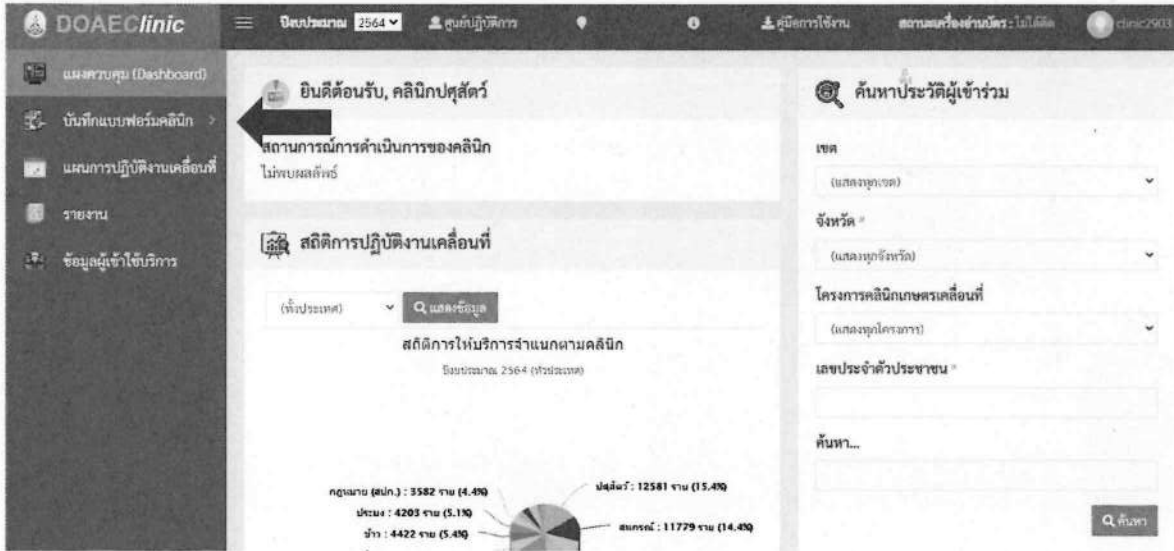 DOAEClinic
ปีงบประมาณ 2564
ศูนย์ปฏิบัติการ
คู่มือการใช้งาน
สถานะเครื่องอ่านบัตร : ไม่ได้ติด
clinic2903
แผงควบคุม (Dashboard)
บันทึกแบบฟอร์มคลินิก >
แผนการปฏิบัติงานเคลื่อนที่
รายงาน
ข้อมูลผู้เข้าใช้บริการ
ยินดีต้อนรับ, คลินิกปศุสัตว์
สถานการณ์การดำเนินการของคลินิก
ไม่พบผลลัพธ์
สถิติการปฏิบัติงานเคลื่อนที่
(ทั้งประเทศ)
แสดงข้อมูล
สถิติการให้บริการจำแนกตามคลินิก
ปีงบประมาณ 2564 (ทั่วประเทศ)
กฎหมาย (สปก.) : 3582 ราย (4.4%)
ประมง : 4203 ราย (5.1%)
ข้าว : 4422 ราย (5.4%)
ปศุสัตว์ : 12581 ราย (15.4%)
สหกรณ์ : 11779 ราย (14.4%)
ค้นหาประวัติผู้เข้าร่วม
เขต
(แสดงทุกเขต)
จังหวัด *
(แสดงทุกจังหวัด)
โครงการคลินิกเกษตรเคลื่อนที่
(แสดงทุกโครงการ)
เลขประจำตัวประชาชน *
ค้นหา...
ค้นหา